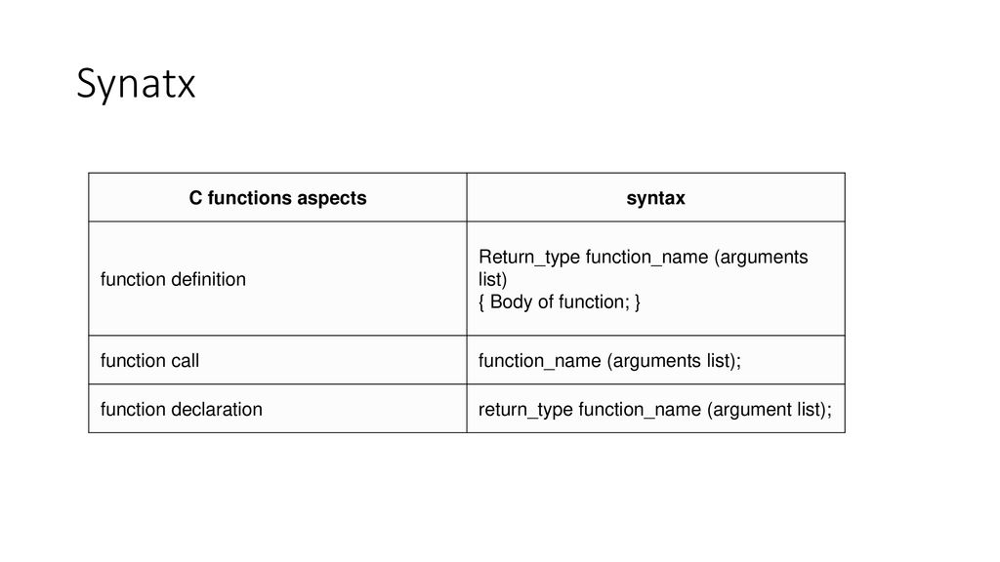 Synatx
C functions aspects
syntax
function definition
Return_type function_name (arguments
list)
{ Body of function; }
function call
function_name (arguments list);
function declaration
return_type function_name (argument list);